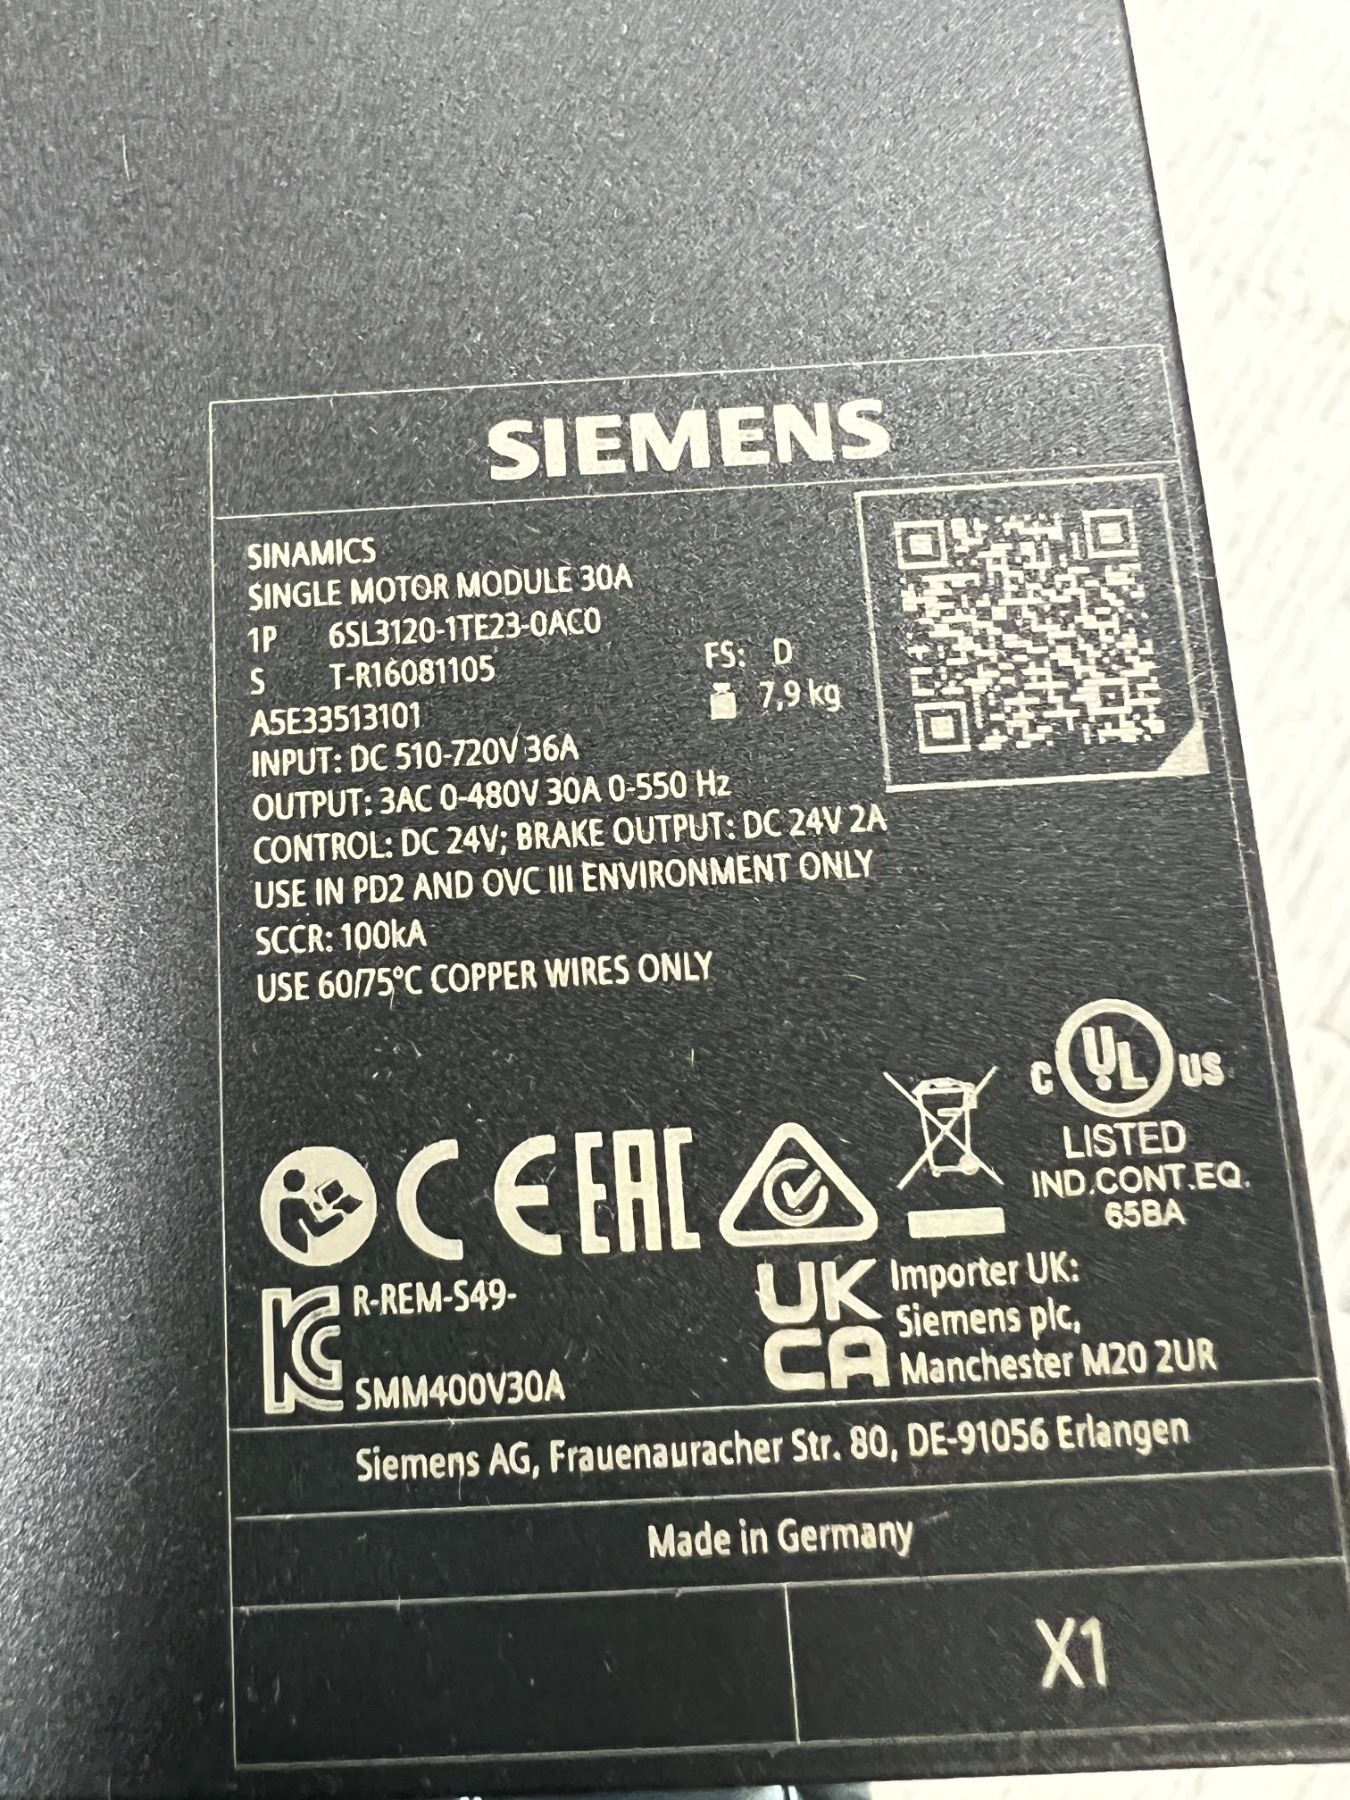 SIEMENS
SINAMICS
SINGLE MOTOR MODULE 30A
1P 6SL3120-1TE23-0AC0
S T-R16081105
FS: D
A5E33513101
7,9 kg
INPUT: DC 510-720V 36A
OUTPUT: 3AC 0-480V 30A 0-550 Hz
CONTROL: DC 24V; BRAKE OUTPUT: DC 24V 2A
USE IN PD2 AND OVC III ENVIRONMENT ONLY
SCCR: 100kA
USE 60/75°C COPPER WIRES ONLY
C UL US
LISTED
IND.CONT.EQ.
65BA
CE EAC
R-REM-S49-
SMM400V30A
UK
CA
Importer UK:
Siemens plc,
Manchester M20 2UR
Siemens AG, Frauenauracher Str. 80, DE-91056 Erlangen
Made in Germany
X1